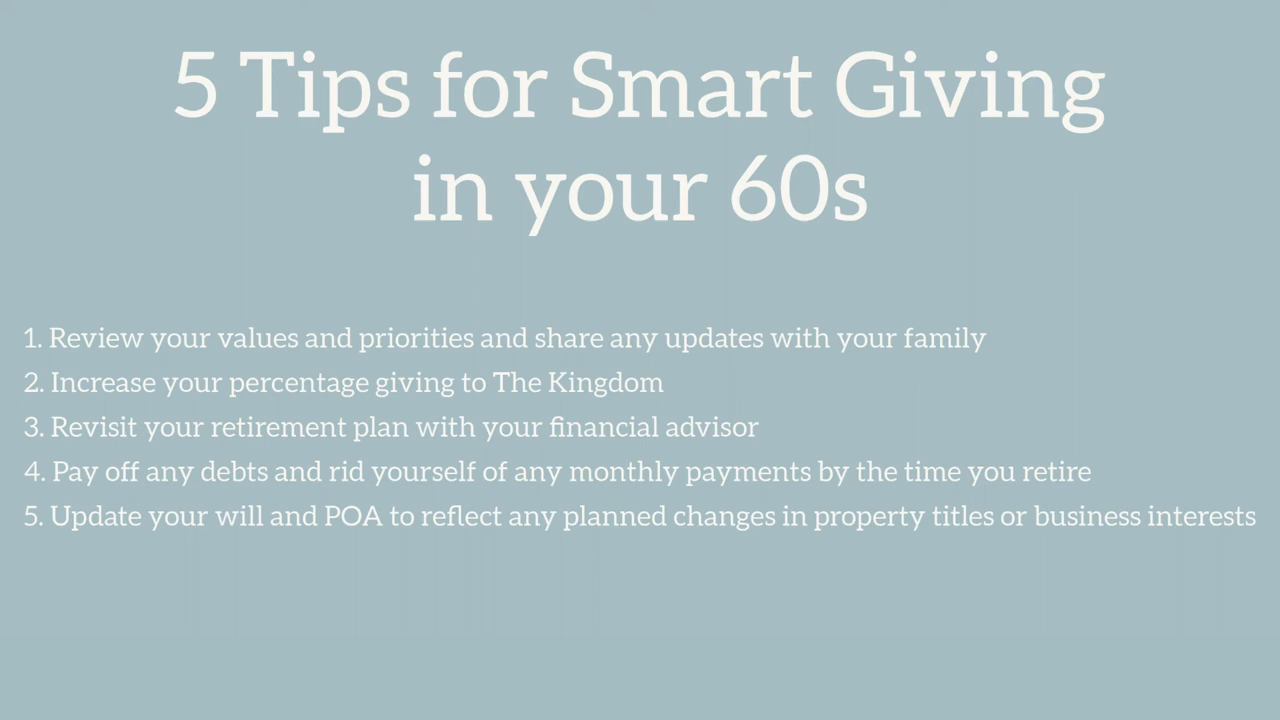 5 Tips for Smart Giving
in your 60s
1. Review your values and priorities and share any updates with your family
2. Increase your percentage giving to The Kingdom
3. Revisit your retirement plan with your financial advisor
4. Pay off any debts and rid yourself of any monthly payments by the time you retire
5. Update your will and POA to reflect any planned changes in property titles or business interests